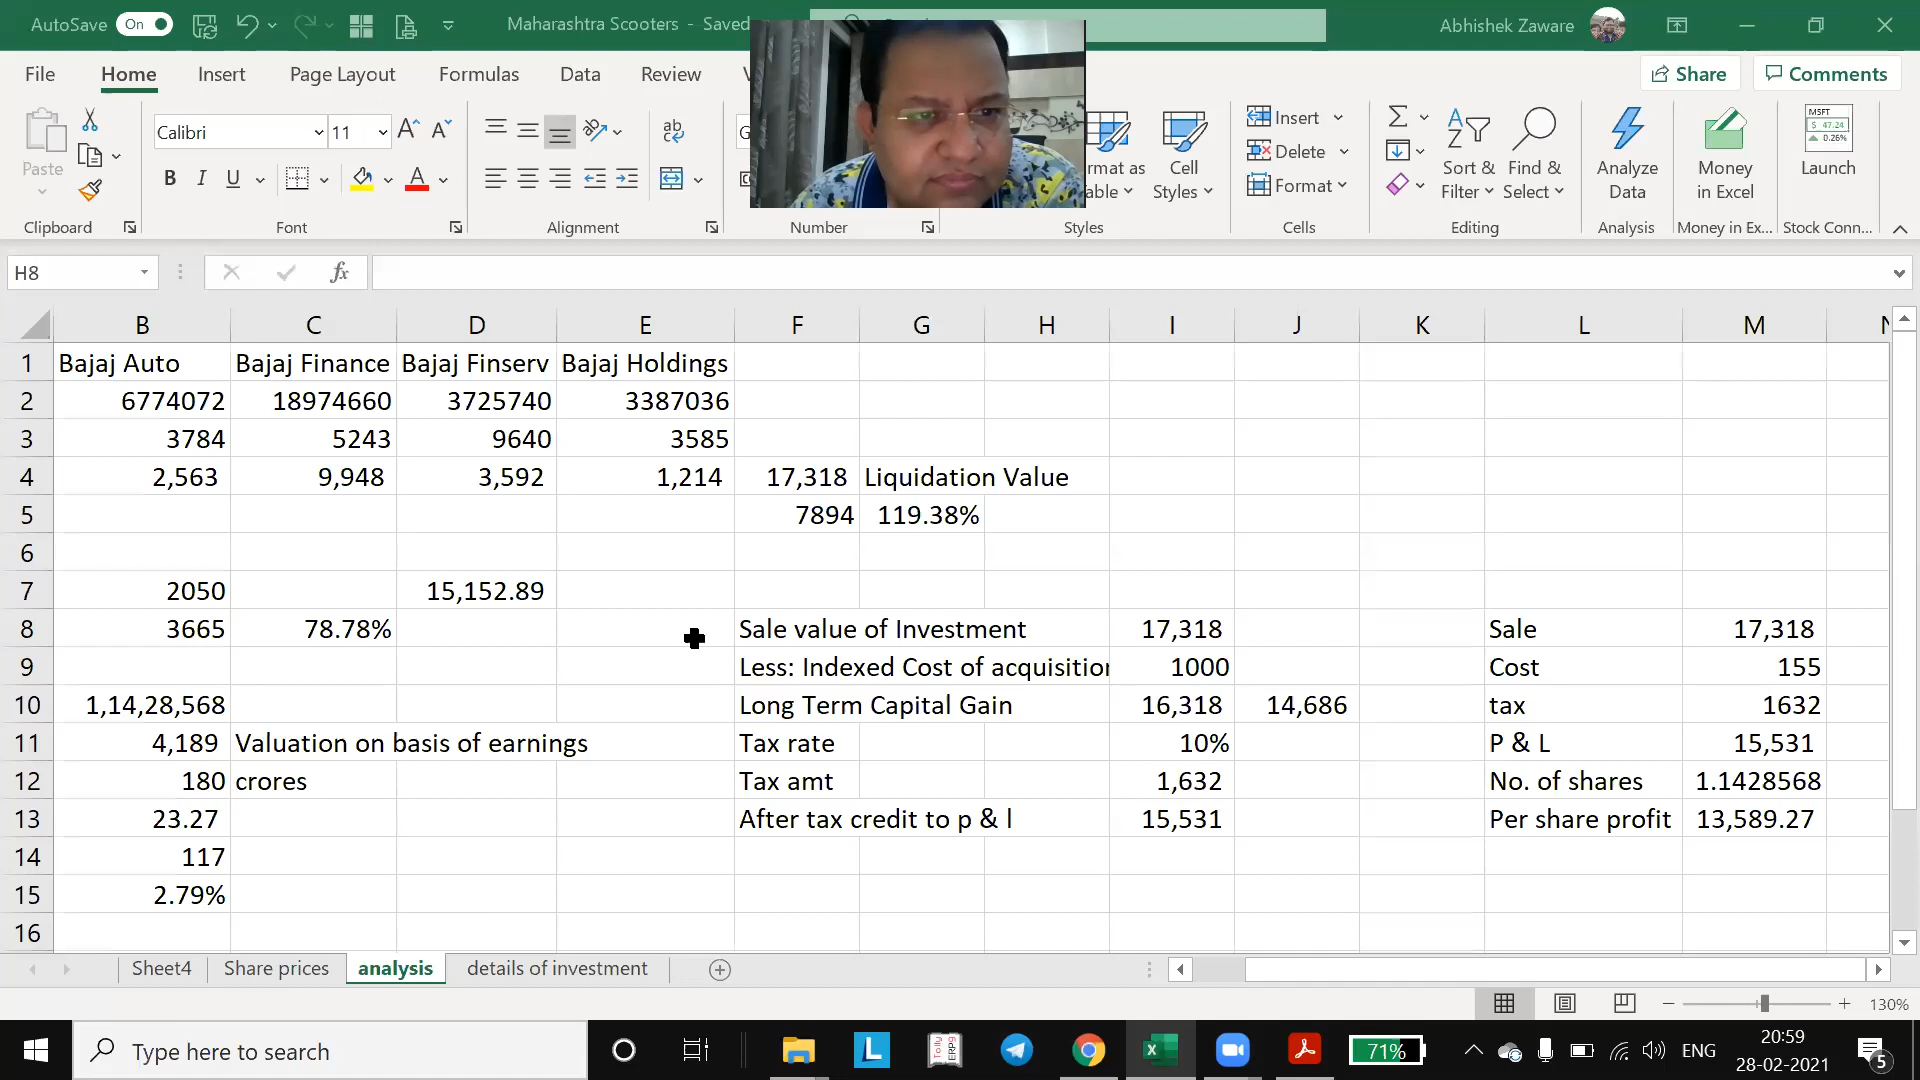 AutoSave On Maharashtra Scooters - Saved Abhishek Zaware
File Home Insert Page Layout Formulas Data Review Share Comments
Calibri 11
Paste
Insert
Delete
Format
Table
Cell Styles
Sort & Filter
Find & Select
Analyze Data
Money in Excel
MSFT
$ 47.24
0.26%
Launch
Clipboard Font Alignment Number Styles Cells Editing Analysis Money in Ex... Stock Conn...
H8 fx
B C D E F G H I J K L M
1 Bajaj Auto Bajaj Finance Bajaj Finserv Bajaj Holdings
2 6774072 18974660 3725740 3387036
3 3784 5243 9640 3585
4 2,563 9,948 3,592 1,214 17,318 Liquidation Value
5 7894 119.38%
6
7 2050 15,152.89
8 3665 78.78% Sale value of Investment 17,318 Sale 17,318
9 Less: Indexed Cost of acquisition 1000 Cost 155
10 1,14,28,568 Long Term Capital Gain 16,318 14,686 tax 1632
11 4,189 Valuation on basis of earnings Tax rate 10% P & L 15,531
12 180 crores Tax amt 1,632 No. of shares 1.1428568
13 23.27 After tax credit to p & l 15,531 Per share profit 13,589.27
14 117
15 2.79%
16
Sheet4 Share prices analysis details of investment
130%
Type here to search 71% ENG 20:59
28-02-2021 5